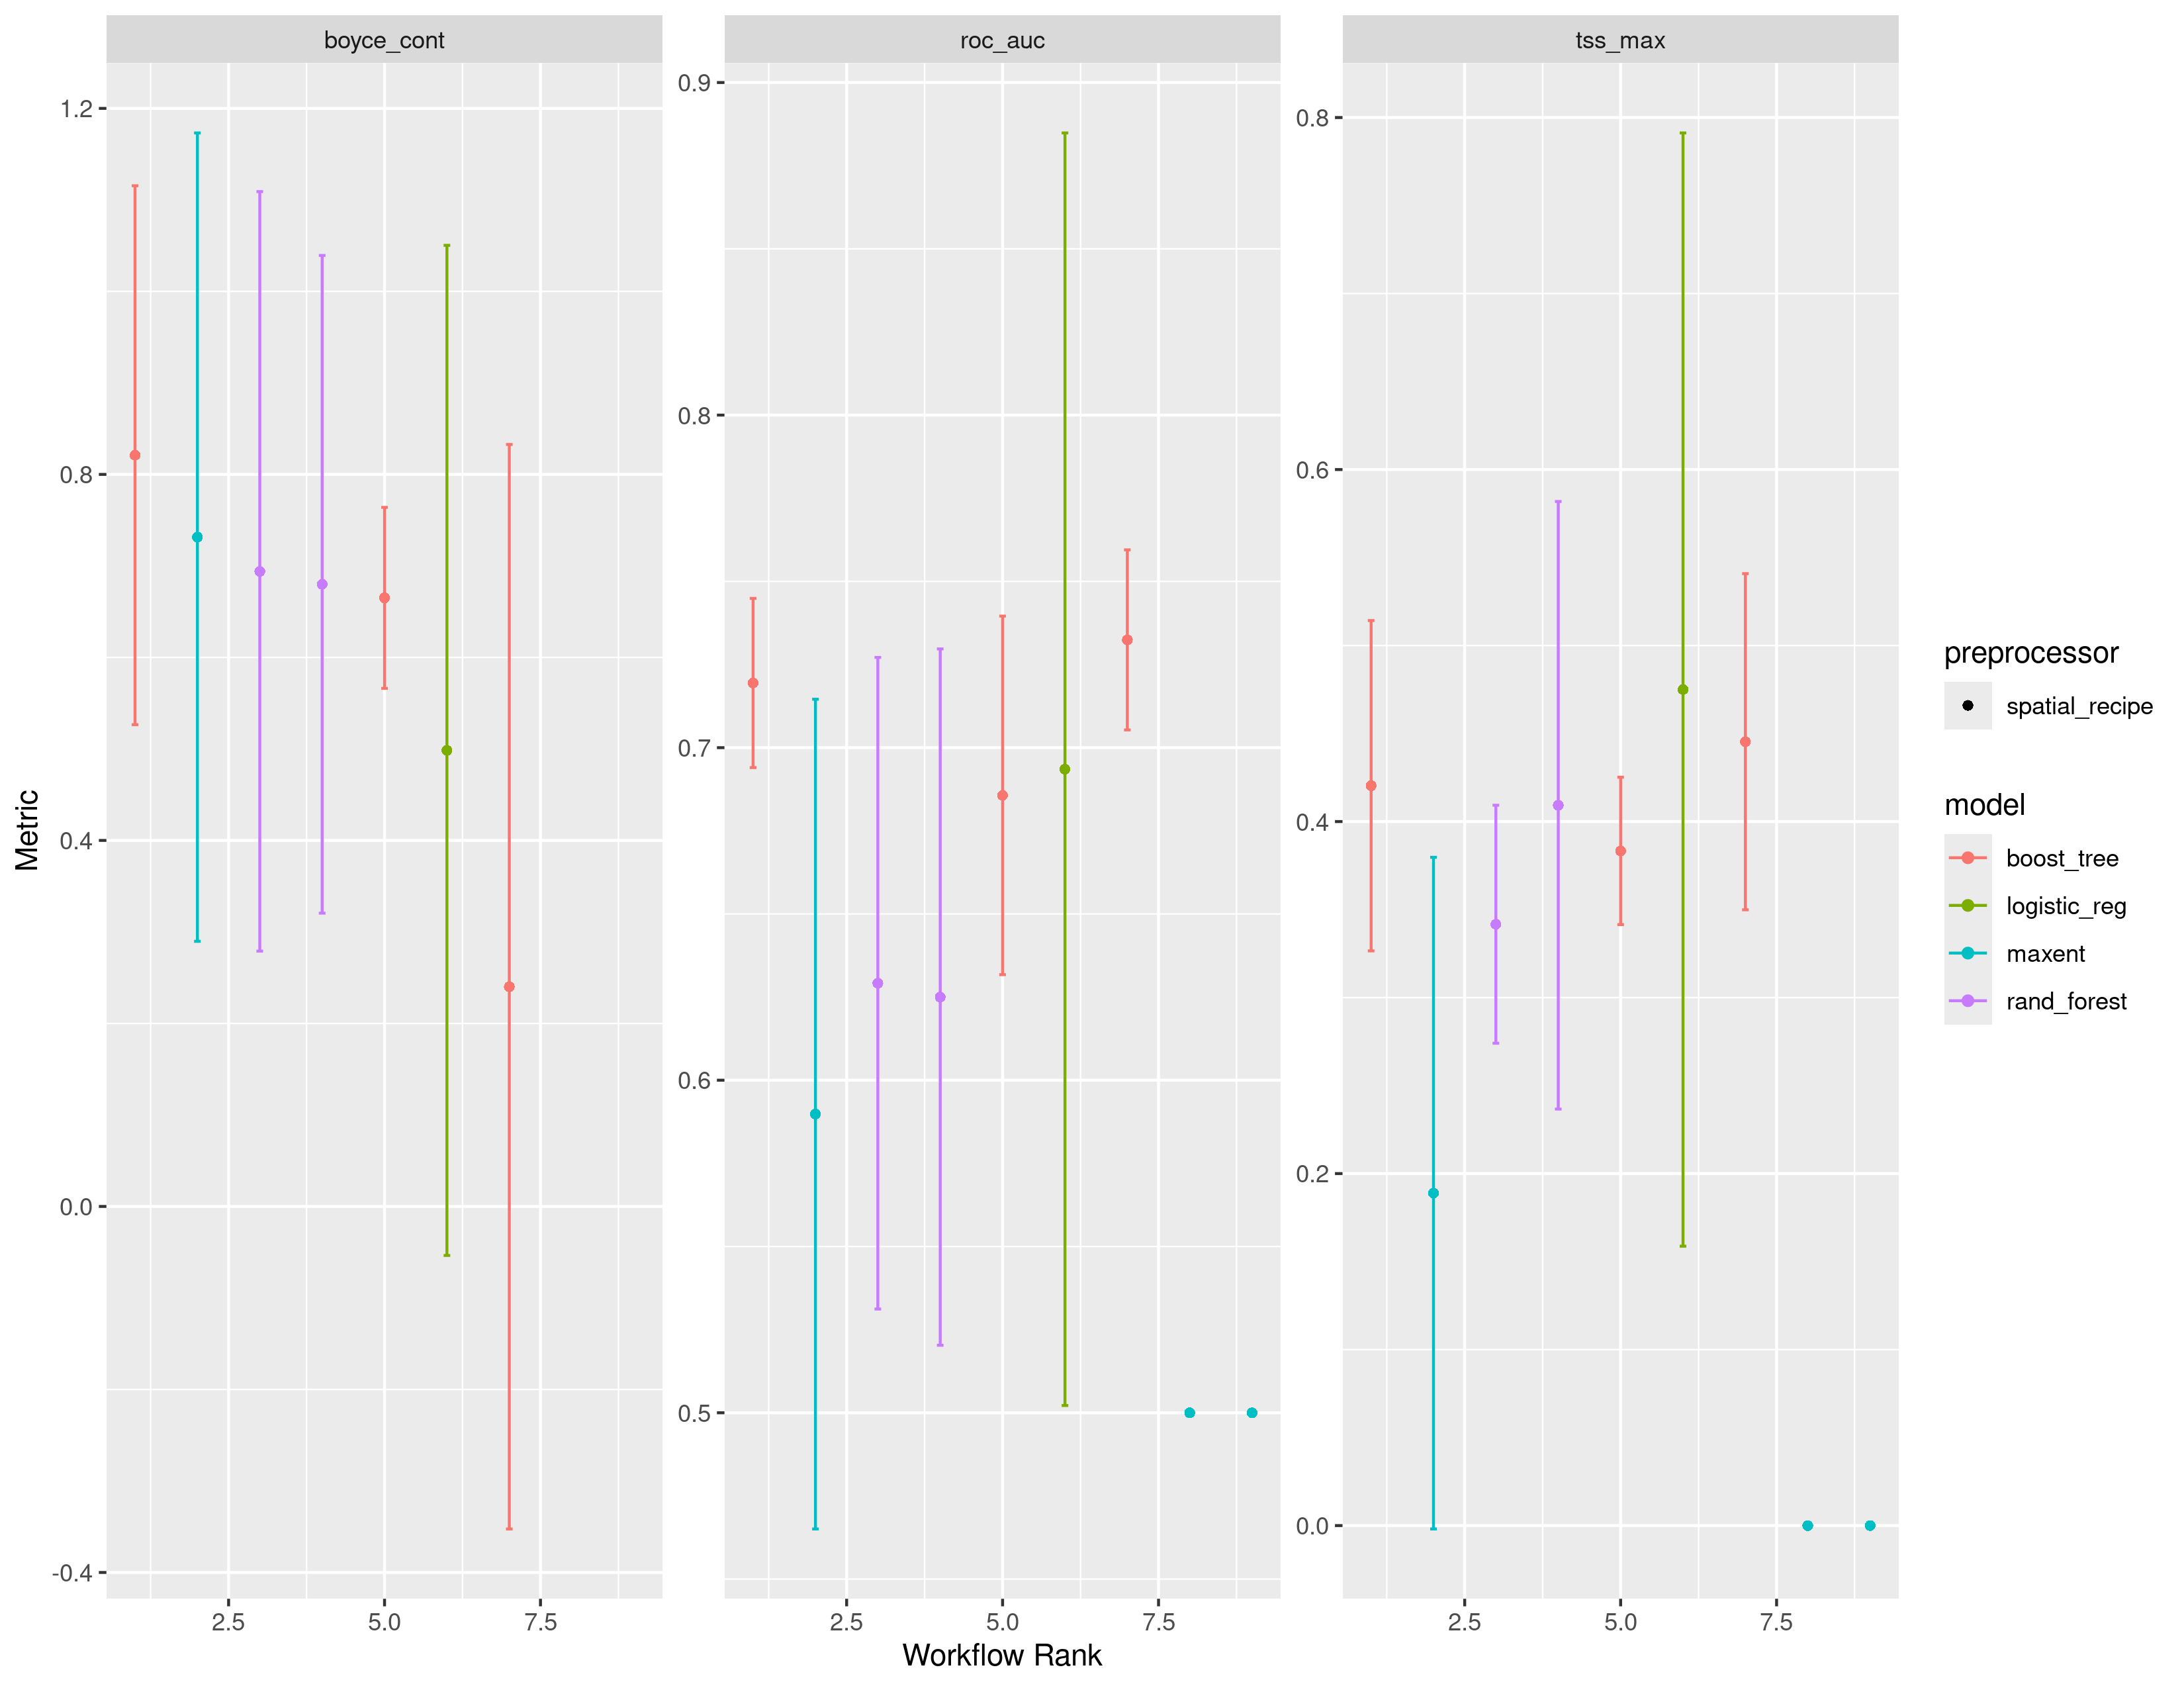 boyce_cont
roc_auc
tss_max
1.2
0.8
0.4
0.0
-0.4
0.9
0.8
0.7
0.6
0.5
0.8
0.6
0.4
0.2
0.0
2.5 5.0 7.5
2.5 5.0 7.5
2.5 5.0 7.5
Metric
Workflow Rank
preprocessor
spatial_recipe
model
boost_tree
logistic_reg
maxent
rand_forest